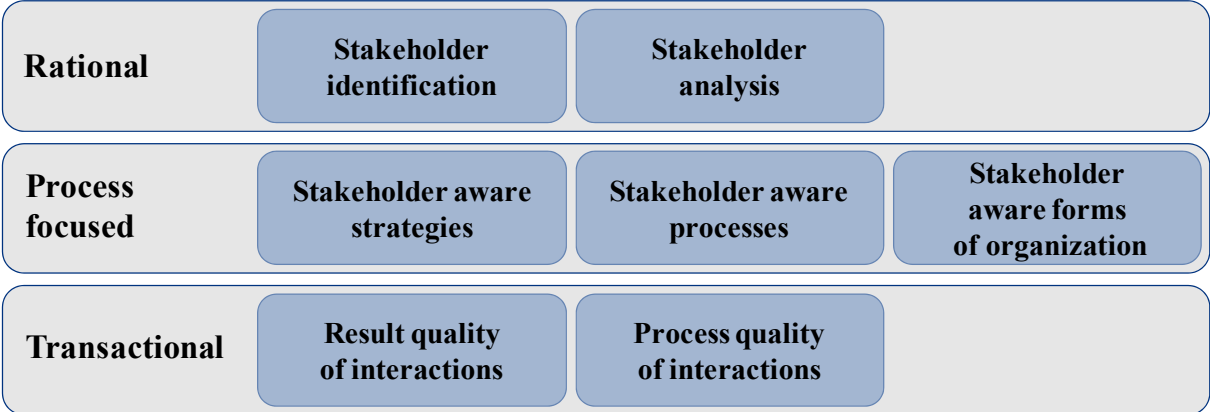 Rational
Stakeholder
identification
Stakeholder
analysis
Process
focused
Stakeholder aware
strategies
Stakeholder aware
processes
Stakeholder
aware forms
of organization
Transactional
Result quality
of interactions
Process quality
of interactions